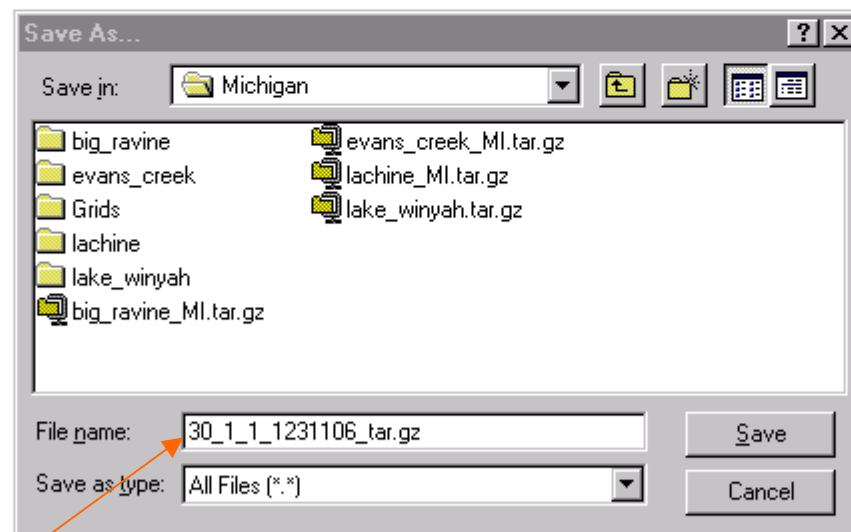 Save As...
Save in: Michigan
big_ravine
evans_creek
Grids
lachine
lake_winyah
big_ravine_MI.tar.gz
evans_creek_MI.tar.gz
lachine_MI.tar.gz
lake_winyah.tar.gz
File name: 30_1_1_1231106_tar.gz Save
Save as type: All Files (*.*) Cancel